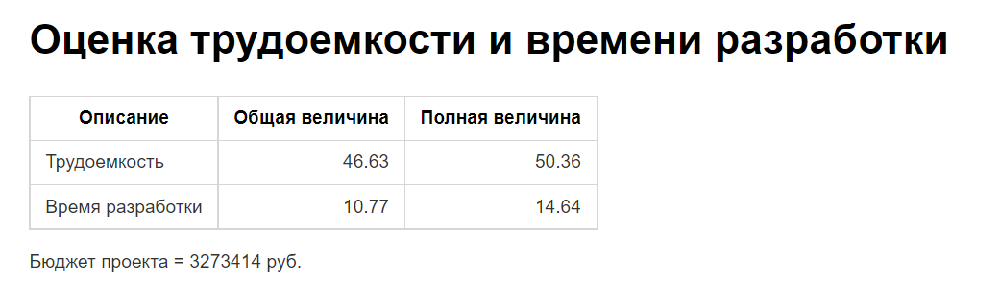 Оценка трудоемкости и времени разработки
Описание Общая величина Полная величина
Трудоемкость 46.63 50.36
Время разработки 10.77 14.64
Бюджет проекта = 3273414 руб.